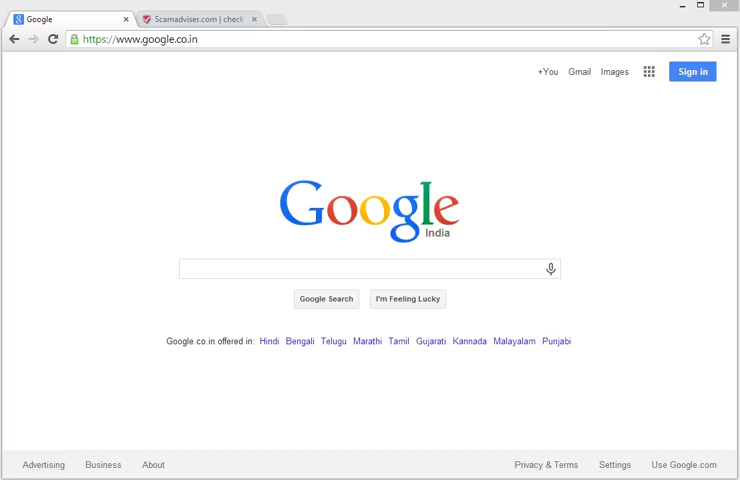 Google
Scamadviser.com | check
https://www.google.co.in
+You Gmail Images Sign in
Google
India
Google Search I'm Feeling Lucky
Google.co.in offered in: Hindi Bengali Telugu Marathi Tamil Gujarati Kannada Malayalam Punjabi
Advertising Business About Privacy & Terms Settings Use Google.com